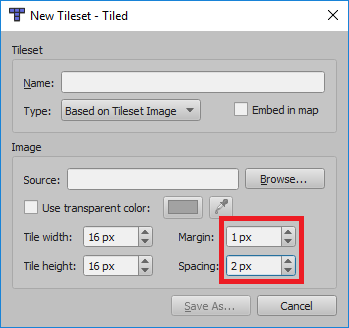 New Tileset - Tiled
Tileset
Name:
Type: Based on Tileset Image Embed in map
Image
Source: Browse...
Use transparent color:
Tile width: 16 px Margin: 1 px
Tile height: 16 px Spacing: 2 px
Save As... Cancel